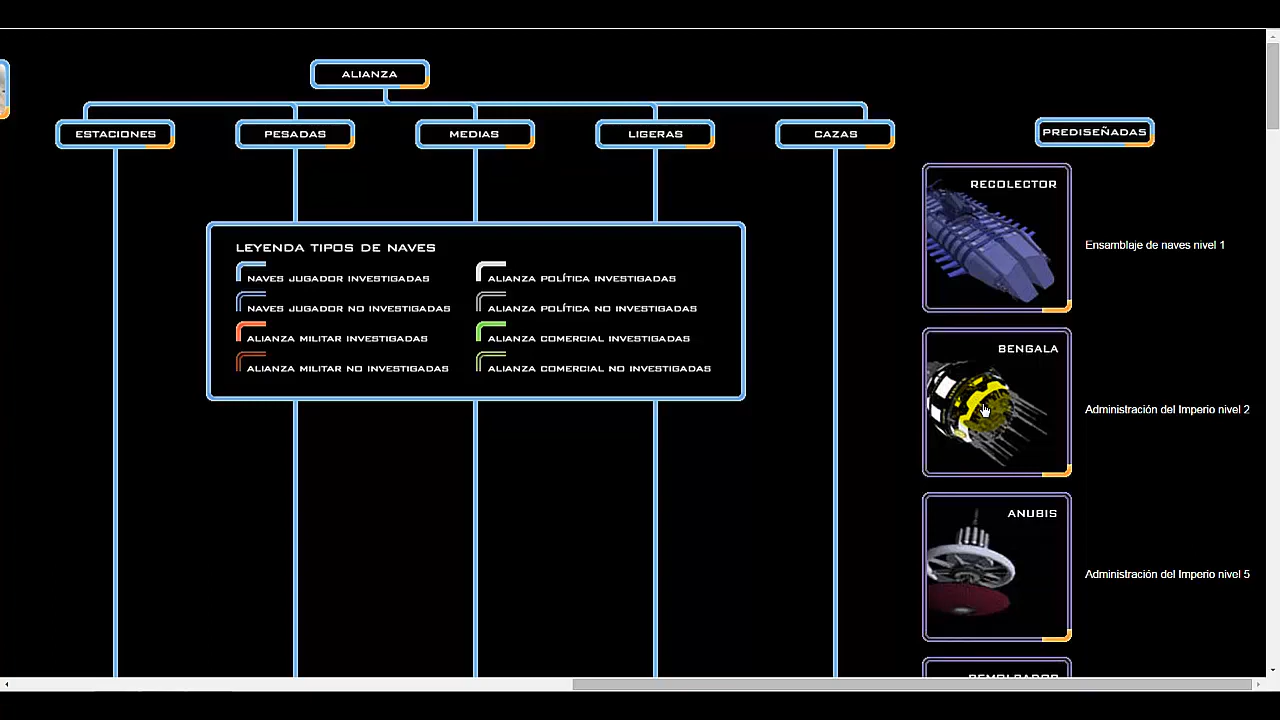 ALIANZA
ESTACIONES
PESADAS
MEDIAS
LIGERAS
CAZAS
PREDISEÑADAS
LEYENDA TIPOS DE NAVES
NAVES JUGADOR INVESTIGADAS
ALIANZA POLÍTICA INVESTIGADAS
NAVES JUGADOR NO INVESTIGADAS
ALIANZA POLÍTICA NO INVESTIGADAS
ALIANZA MILITAR INVESTIGADAS
ALIANZA COMERCIAL INVESTIGADAS
ALIANZA MILITAR NO INVESTIGADAS
ALIANZA COMERCIAL NO INVESTIGADAS
RECOLECTOR
Ensamblaje de naves nivel 1
BENGALA
Administración del Imperio nivel 2
ANUBIS
Administración del Imperio nivel 5